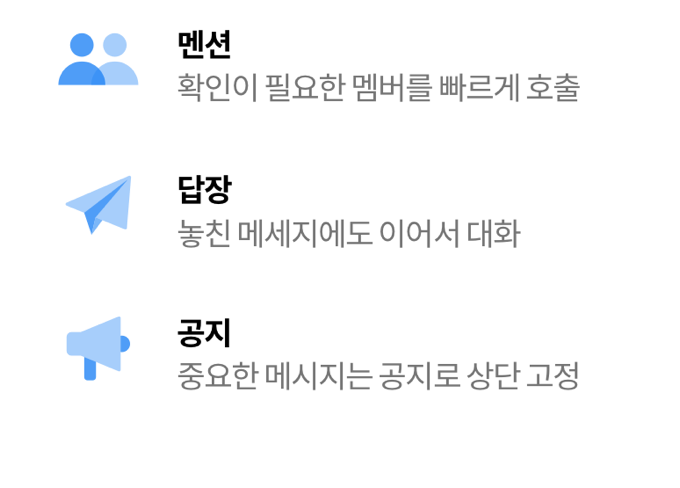 멘션
확인이 필요한 멤버를 빠르게 호출
답장
놓친 메세지에도 이어서 대화
공지
중요한 메시지는 공지로 상단 고정